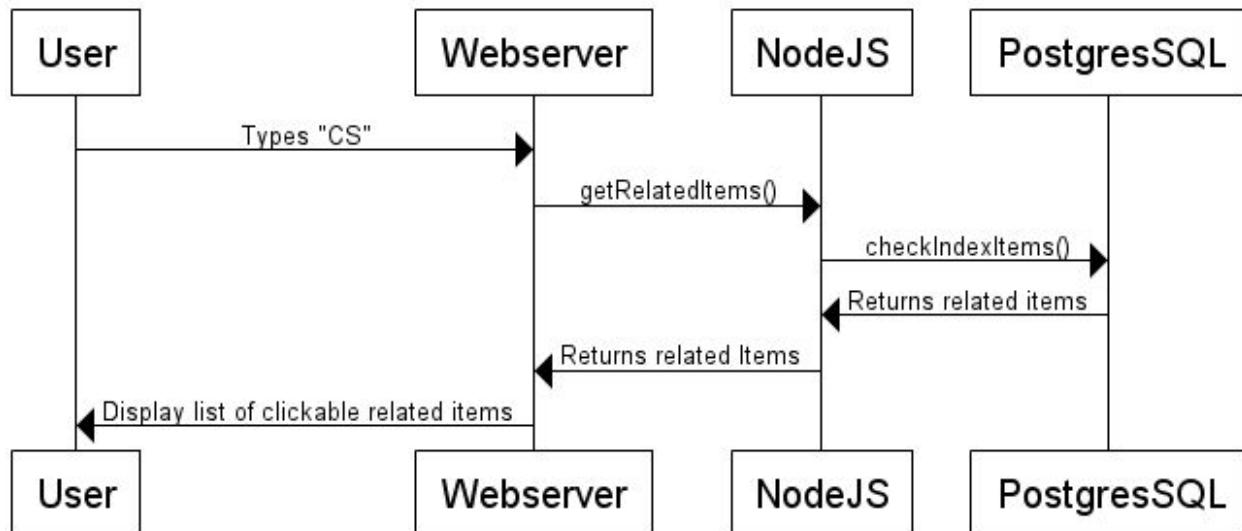 User
Webserver
NodeJS
PostgresSQL
Types "CS"
getRelatedItems()
checkIndexItems()
Returns related items
Returns related Items
Display list of clickable related items
User
Webserver
NodeJS
PostgresSQL